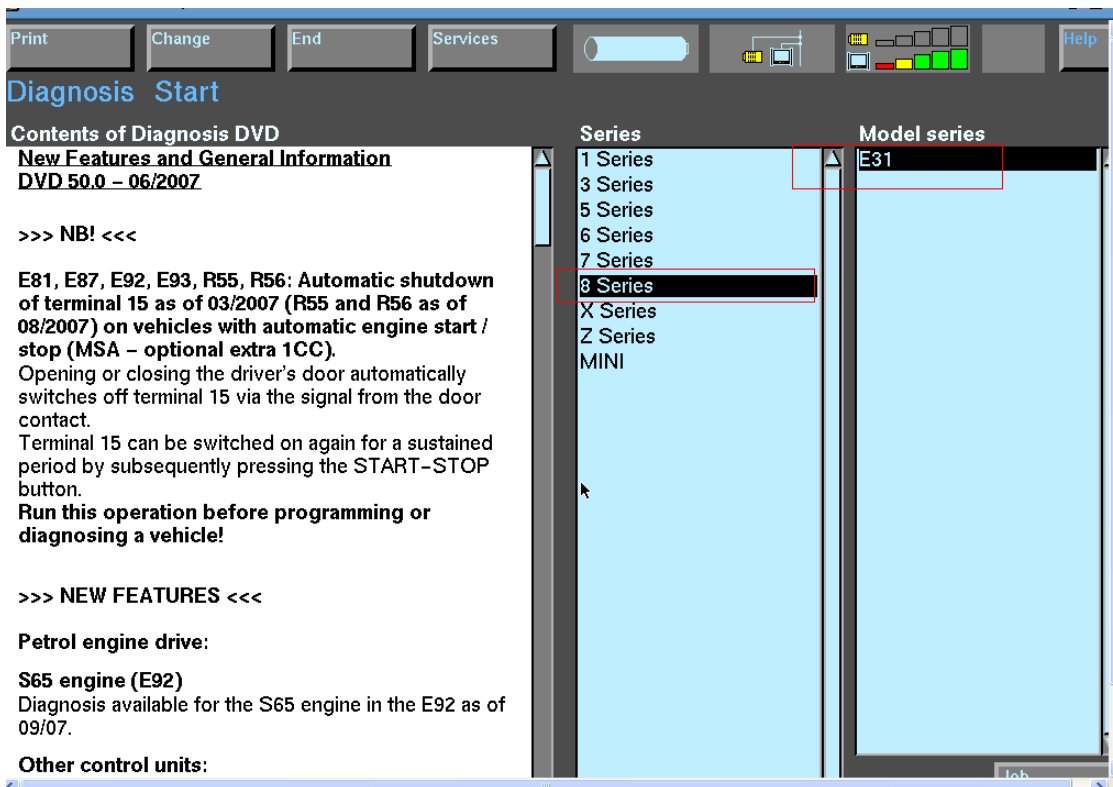 Print
Change
End
Services
Help
Diagnosis Start
Contents of Diagnosis DVD
New Features and General Information
DVD 50.0 – 06/2007
>>> NB! <<<
E81, E87, E92, E93, R55, R56: Automatic shutdown
of terminal 15 as of 03/2007 (R55 and R56 as of
08/2007) on vehicles with automatic engine start /
stop (MSA – optional extra 1CC).
Opening or closing the driver's door automatically
switches off terminal 15 via the signal from the door
contact.
Terminal 15 can be switched on again for a sustained
period by subsequently pressing the START–STOP
button.
Run this operation before programming or
diagnosing a vehicle!
>>> NEW FEATURES <<<
Petrol engine drive:
S65 engine (E92)
Diagnosis available for the S65 engine in the E92 as of
09/07.
Other control units:
Series
1 Series
3 Series
5 Series
6 Series
7 Series
8 Series
X Series
Z Series
MINI
Model series
E31
Job